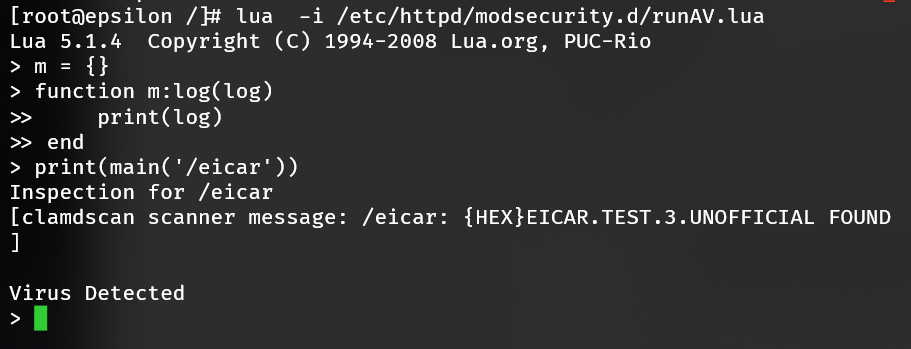 [root@epsilon /]# lua  -i /etc/httpd/modsecurity.d/runAV.lua
Lua 5.1.4  Copyright (C) 1994-2008 Lua.org, PUC-Rio
> m = {}
> function m:log(log)
>>     print(log)
>> end
> print(main('/eicar'))
Inspection for /eicar
[clamdscan scanner message: /eicar: {HEX}EICAR.TEST.3.UNOFFICIAL FOUND
]
Virus Detected
>